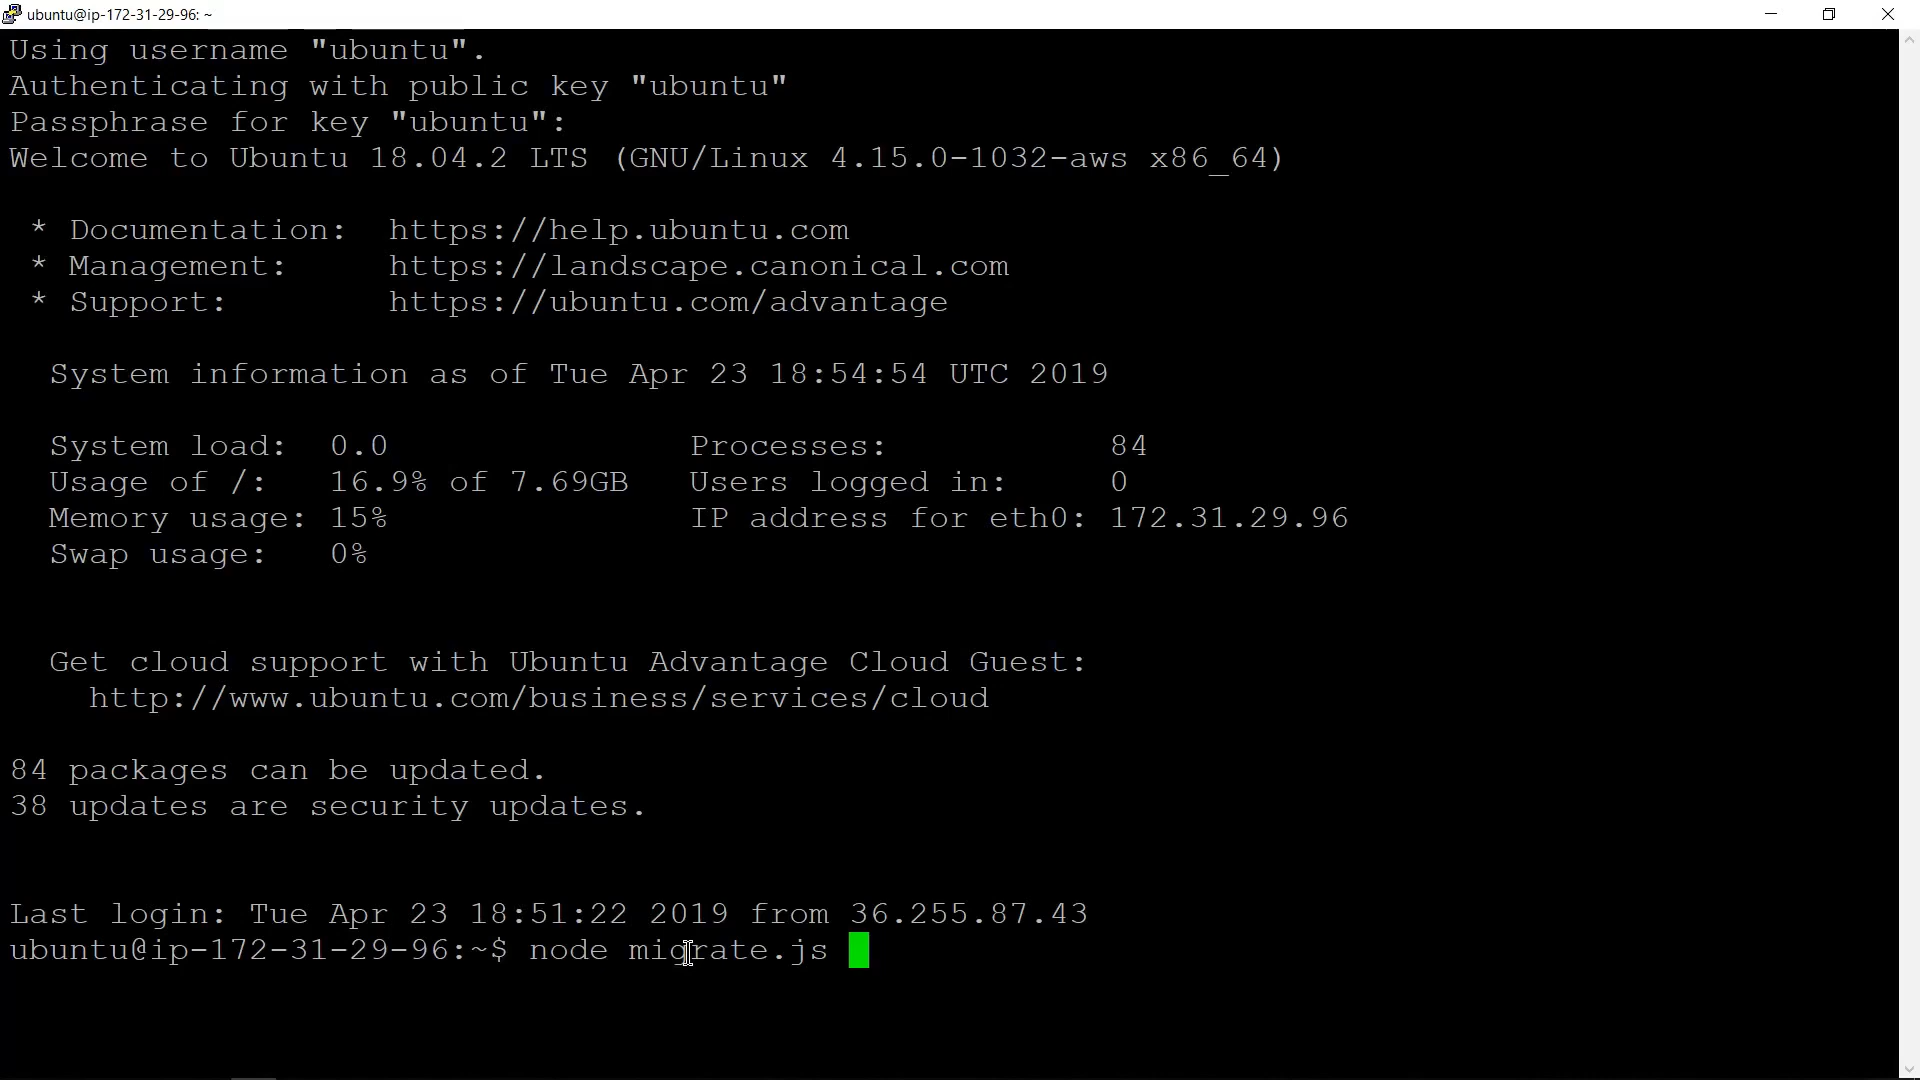 ubuntu@ip-172-31-29-96: ~
Using username "ubuntu".
Authenticating with public key "ubuntu"
Passphrase for key "ubuntu":
Welcome to Ubuntu 18.04.2 LTS (GNU/Linux 4.15.0-1032-aws x86_64)
* Documentation: https://help.ubuntu.com
* Management: https://landscape.canonical.com
* Support: https://ubuntu.com/advantage
System information as of Tue Apr 23 18:54:54 UTC 2019
System load: 0.0 Processes: 84
Usage of /: 16.9% of 7.69GB Users logged in: 0
Memory usage: 15% IP address for eth0: 172.31.29.96
Swap usage: 0%
Get cloud support with Ubuntu Advantage Cloud Guest:
http://www.ubuntu.com/business/services/cloud
84 packages can be updated.
38 updates are security updates.
Last login: Tue Apr 23 18:51:22 2019 from 36.255.87.43
ubuntu@ip-172-31-29-96:~$ node migrate.js